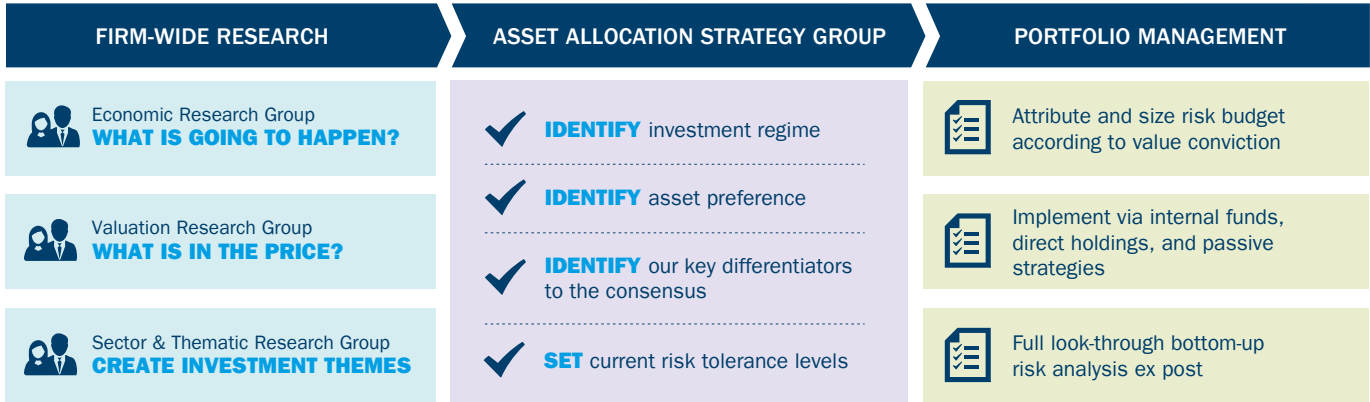 FIRM-WIDE RESEARCH
Economic Research Group
WHAT IS GOING TO HAPPEN?
Valuation Research Group
WHAT IS IN THE PRICE?
Sector & Thematic Research Group
CREATE INVESTMENT THEMES
ASSET ALLOCATION STRATEGY GROUP
IDENTIFY investment regime
IDENTIFY asset preference
IDENTIFY our key differentiators
to the consensus
SET current risk tolerance levels
PORTFOLIO MANAGEMENT
Attribute and size risk budget
according to value conviction
Implement via internal funds,
direct holdings, and passive
strategies
Full look-through bottom-up
risk analysis ex post